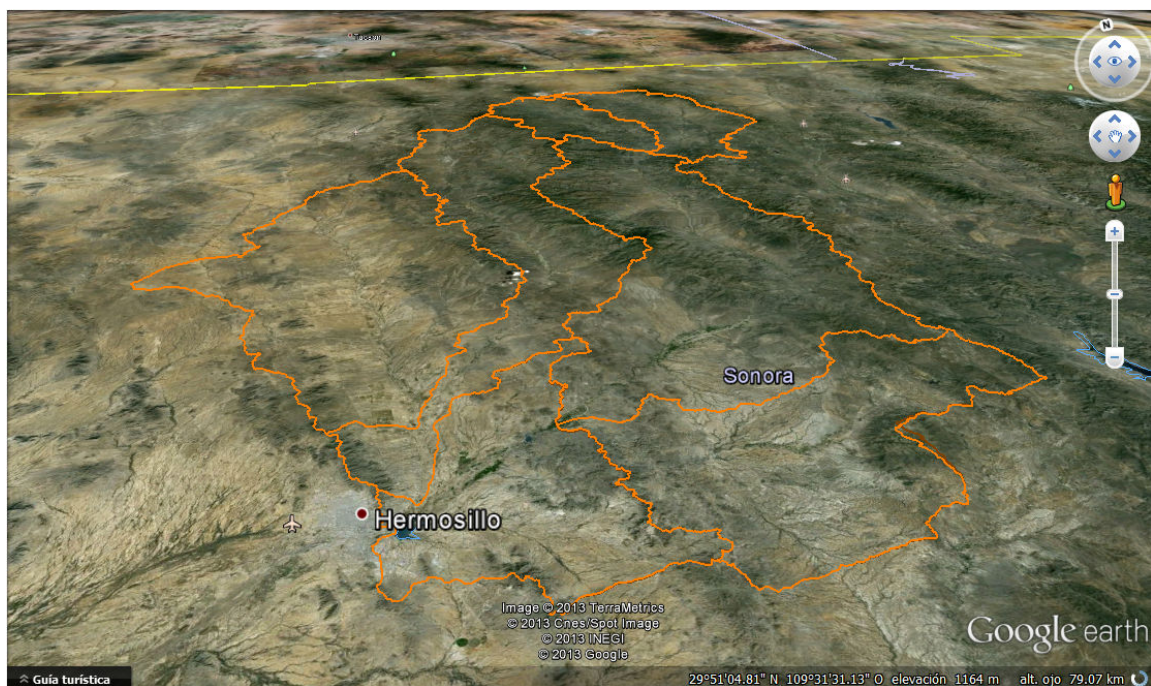 Tucson
N
Sonora
Hermosillo
Image © 2013 TerraMetrics
© 2013 Cnes/Spot Image
© 2013 INEGI
© 2013 Google
Google earth
Guía turística
29°51'04.81" N 109°31'31.13" O elevación 1164 m alt. ojo 79.07 km